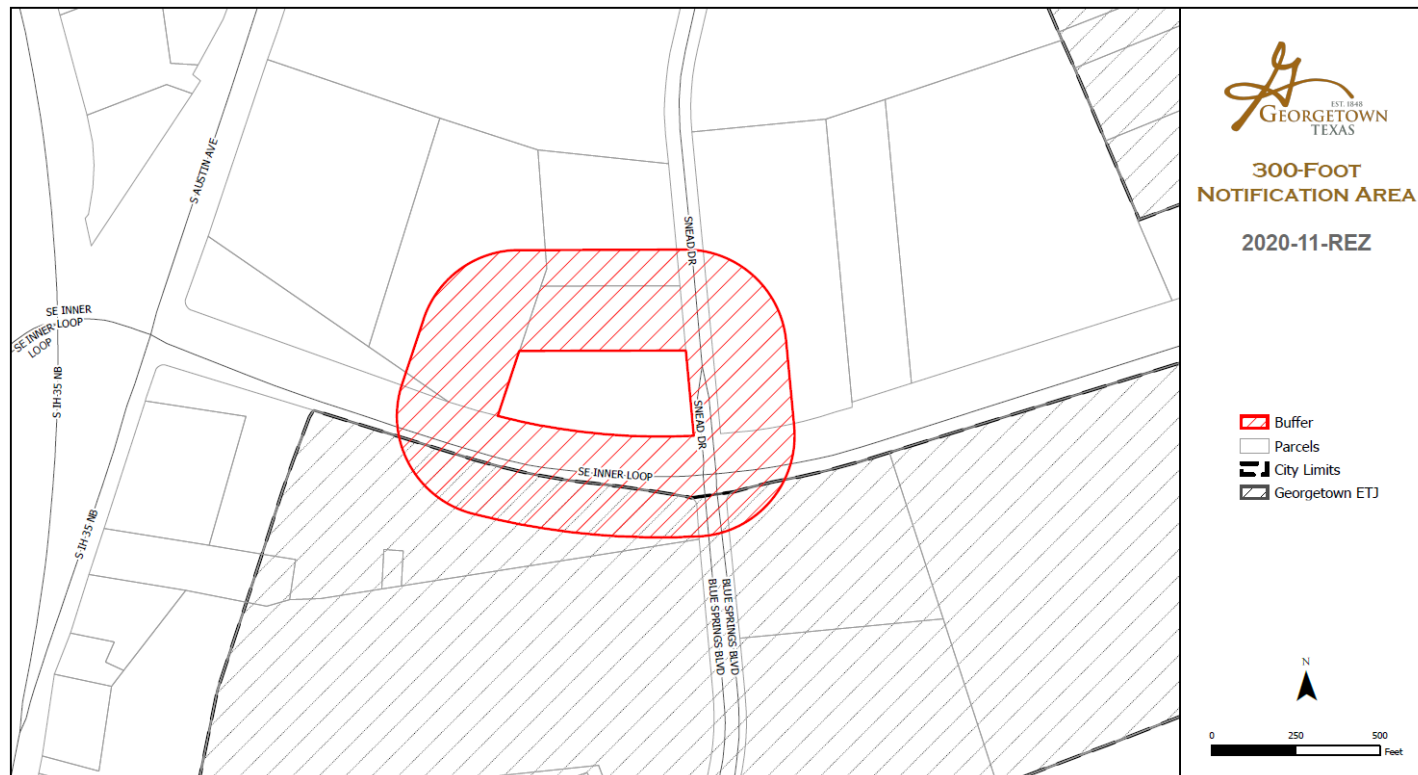 S AUSTIN AVE
SNEAD DR
SE INNER
LOOP
SE INNER
LOOP
S IH 35 NB
SNEAD DR
SE INNER LOOP
S IH 35 NB
BLUE SPRINGS BLVD
BLUE SPRINGS BLVD
EST. 1848
GEORGETOWN
TEXAS
300-FOOT
NOTIFICATION AREA
2020-11-REZ
Buffer
Parcels
City Limits
Georgetown ETJ
N
0 250 500
Feet